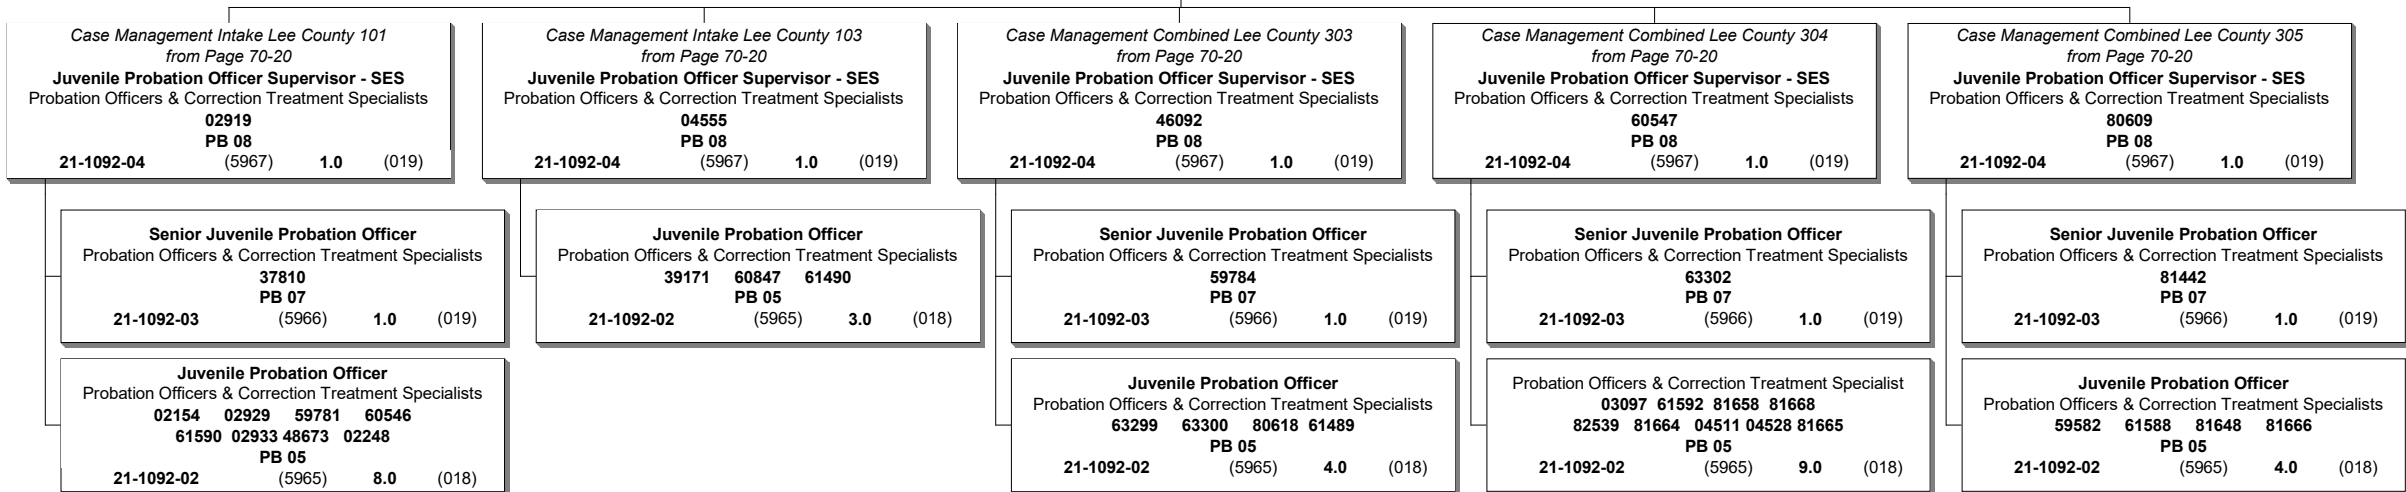 Case Management Intake Lee County 101
from Page 70-20
Juvenile Probation Officer Supervisor - SES
Probation Officers & Correction Treatment Specialists
02919
PB 08
21-1092-04 (5967) 1.0 (019)
Senior Juvenile Probation Officer
Probation Officers & Correction Treatment Specialists
37810
PB 07
21-1092-03 (5966) 1.0 (019)
Juvenile Probation Officer
Probation Officers & Correction Treatment Specialists
02154 02929 59781 60546
61590 02933 48673 02248
PB 05
21-1092-02 (5965) 8.0 (018)
Case Management Intake Lee County 103
from Page 70-20
Juvenile Probation Officer Supervisor - SES
Probation Officers & Correction Treatment Specialists
04555
PB 08
21-1092-04 (5967) 1.0 (019)
Juvenile Probation Officer
Probation Officers & Correction Treatment Specialists
39171 60847 61490
PB 05
21-1092-02 (5965) 3.0 (018)
Case Management Combined Lee County 303
from Page 70-20
Juvenile Probation Officer Supervisor - SES
Probation Officers & Correction Treatment Specialists
46092
PB 08
21-1092-04 (5967) 1.0 (019)
Senior Juvenile Probation Officer
Probation Officers & Correction Treatment Specialists
59784
PB 07
21-1092-03 (5966) 1.0 (019)
Juvenile Probation Officer
Probation Officers & Correction Treatment Specialists
63299 63300 80618 61489
PB 05
21-1092-02 (5965) 4.0 (018)
Case Management Combined Lee County 304
from Page 70-20
Juvenile Probation Officer Supervisor - SES
Probation Officers & Correction Treatment Specialists
60547
PB 08
21-1092-04 (5967) 1.0 (019)
Senior Juvenile Probation Officer
Probation Officers & Correction Treatment Specialists
63302
PB 07
21-1092-03 (5966) 1.0 (019)
Probation Officers & Correction Treatment Specialist
03097 61592 81658 81668
82539 81664 04511 04528 81665
PB 05
21-1092-02 (5965) 9.0 (018)
Case Management Combined Lee County 305
from Page 70-20
Juvenile Probation Officer Supervisor - SES
Probation Officers & Correction Treatment Specialists
80609
PB 08
21-1092-04 (5967) 1.0 (019)
Senior Juvenile Probation Officer
Probation Officers & Correction Treatment Specialists
81442
PB 07
21-1092-03 (5966) 1.0 (019)
Juvenile Probation Officer
Probation Officers & Correction Treatment Specialists
59582 61588 81648 81666
PB 05
21-1092-02 (5965) 4.0 (018)